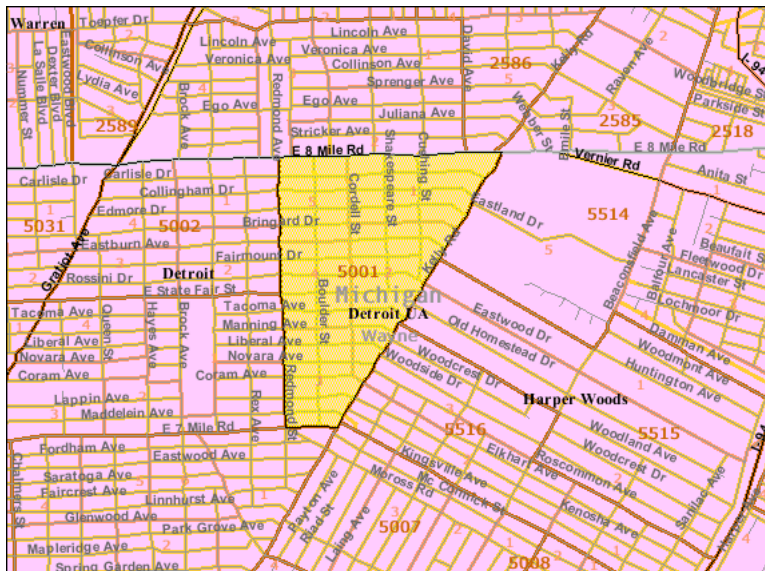 Warren
Toepfer Dr
Collinson Ave
Lydia Ave
Eastwood Blvd
Dexter Blvd
La Salle Blvd
Nummer St
2589
Brock Ave
Lincoln Ave
Veronica Ave
Ego Ave
Redmond Ave
Lincoln Ave
Veronica Ave
Collinson Ave
Sprenger Ave
Ego Ave
Juliana Ave
Stricker Ave
David Ave
2586
Kelly Rd
Raven Ave
I-94
Woodbridge St
Parkside St
2518
Webber St
Elmile St
2585
E 8 Mile Rd
E 8 Mile Rd
Vernier Rd
Anita St
Carlisle Dr
Carlisle Dr
Collingham Dr
Edmore Dr
5031
5002
Eastburn Ave
Rossini Dr
Gratiot Ave
Detroit
Bringard Dr
Fairmount Dr
E State Fair St
Cordell St
Shakespeare St
Cushing St
5001
Boulder St
Kelly Rd
Eastland Dr
5514
Beaconsfield Ave
Balfour Ave
Beaufait St
Fleetwood Dr
Lancaster St
Lochmoor Dr
Michigan
Detroit UA
Wayne
Tacoma Ave
Liberal Ave
Novara Ave
Coram Ave
Queen St
Hayes Ave
Brock Ave
Tacoma Ave
Manning Ave
Liberal Ave
Novara Ave
Coram Ave
Lappin Ave
Maddelein Ave
Rex Ave
Redmond St
E 7 Mile Rd
Eastwood Dr
Old Homestead Dr
Woodcrest Dr
Woodside Dr
Damman Ave
Woodmont Ave
Huntington Ave
Harper Woods
5516
5515
Woodland Ave
Woodcrest Dr
Roscommon Ave
Elkhart Ave
Kenosha Ave
Sanilac Ave
Harper Ave
I-94
Kingsville Ave
Mc Cormick St
Moross Rd
Fordham Ave
Eastwood Ave
Saratoga Ave
Faircrest Ave
Linnhurst Ave
Glenwood Ave
Park Grove Ave
Mapleridge Ave
Spring Garden Ave
Chalmers St
Payton Ave
Riad St
Laing Ave
5007
5008